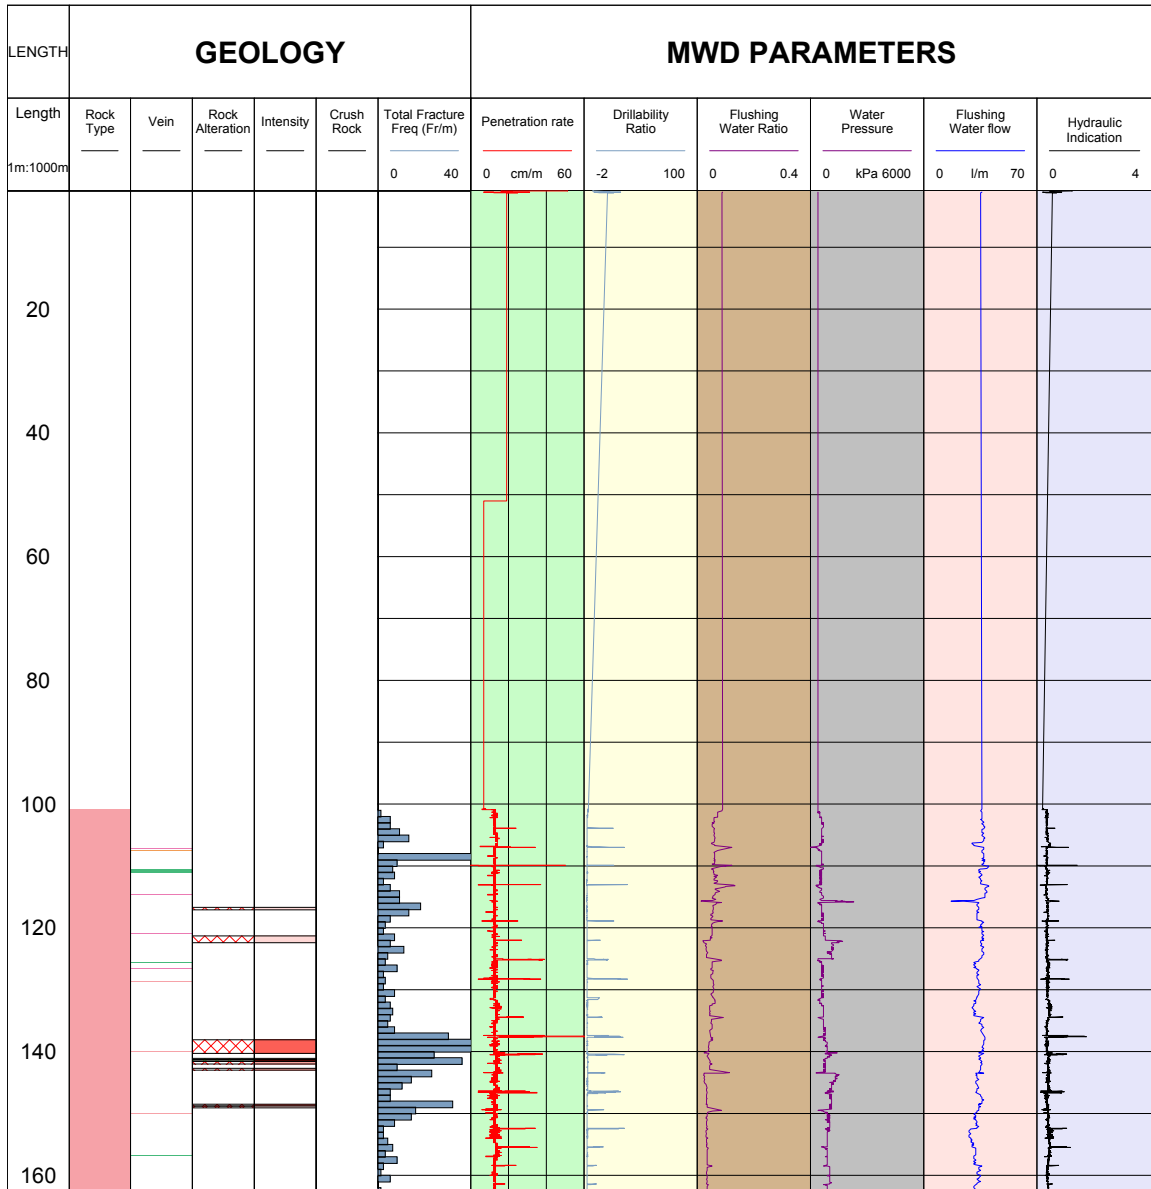 LENGTH
GEOLOGY
MWD PARAMETERS
Length
1m:1000m
Rock
Type
Vein
Rock
Alteration
Intensity
Crush
Rock
Total Fracture
Freq (Fr/m)
0 40
Penetration rate
0 cm/m 60
Drillability
Ratio
-2 100
Flushing
Water Ratio
0 0.4
Water
Pressure
0 kPa 6000
Flushing
Water flow
0 l/m 70
Hydraulic
Indication
0 4
20
40
60
80
100
120
140
160